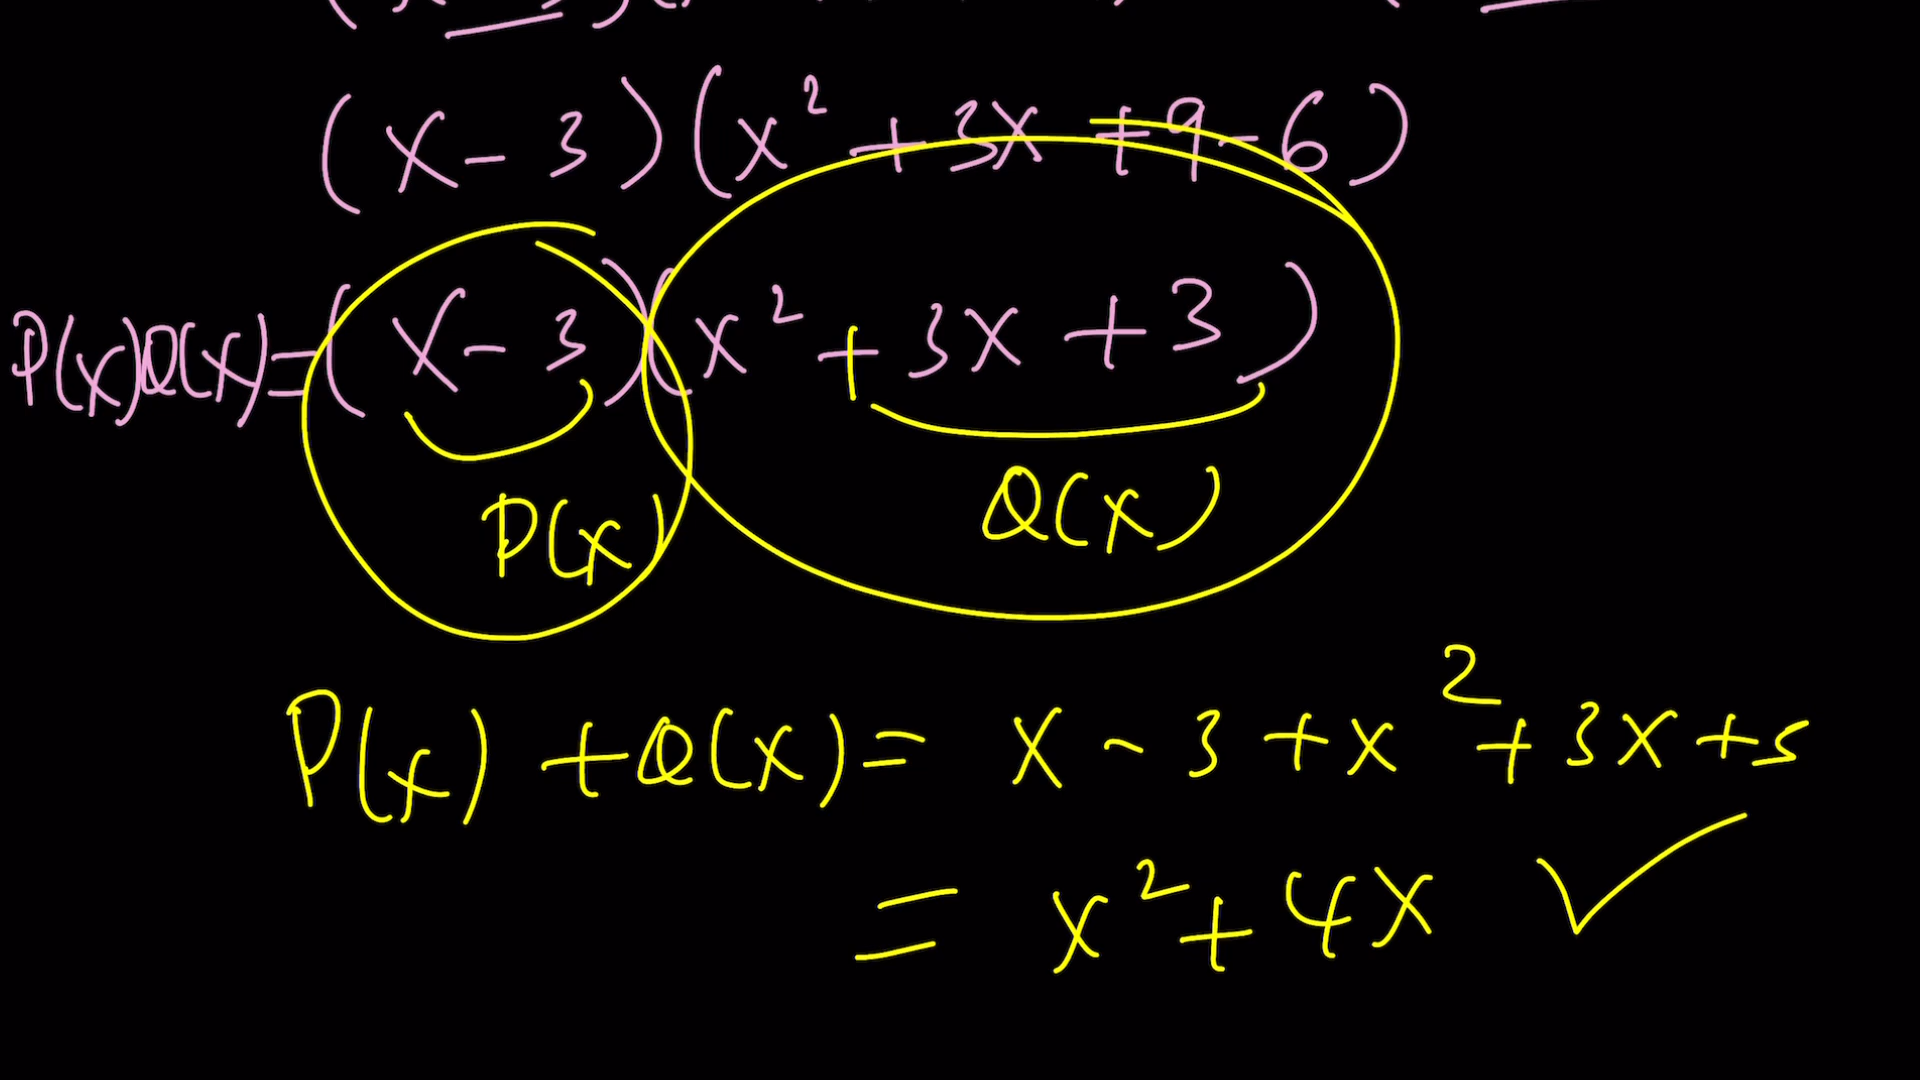 (x-3)(x²+3x+9-6)
P(x)Q(x)=(x-3)(x²+3x+3)
P(x) Q(x)
P(x)+Q(x)= x-3+x²+3x+3
= x²+4x ✓